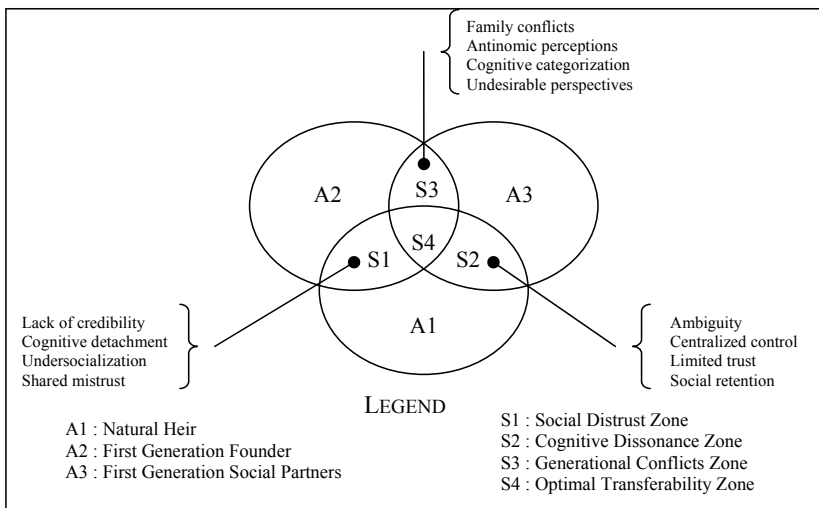 Family conflicts
Antinomic perceptions
Cognitive categorization
Undesirable perspectives
A2
S3
A3
S4
S1
S2
A1
Lack of credibility
Cognitive detachment
Undersocialization
Shared mistrust
Ambiguity
Centralized control
Limited trust
Social retention
LEGEND
A1 : Natural Heir
A2 : First Generation Founder
A3 : First Generation Social Partners
S1 : Social Distrust Zone
S2 : Cognitive Dissonance Zone
S3 : Generational Conflicts Zone
S4 : Optimal Transferability Zone